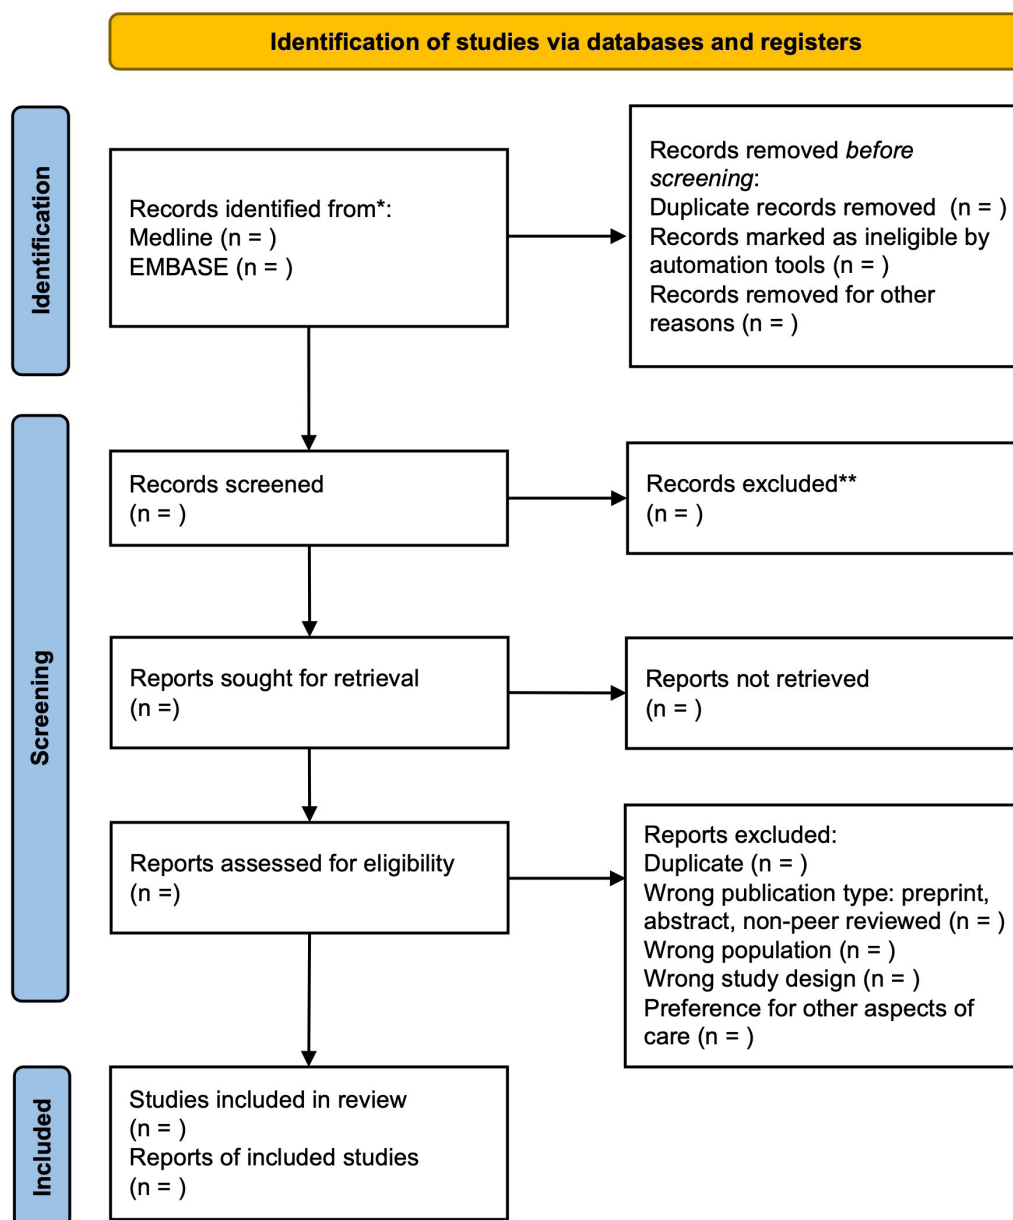 Identification of studies via databases and registers
Identification
Records identified from*:
Medline (n = )
EMBASE (n = )
Records removed before
screening:
Duplicate records removed  (n = )
Records marked as ineligible by
automation tools (n = )
Records removed for other
reasons (n = )
Screening
Records screened
(n = )
Records excluded**
(n = )
Reports sought for retrieval
(n =)
Reports not retrieved
(n = )
Reports assessed for eligibility
(n =)
Reports excluded:
Duplicate (n = )
Wrong publication type: preprint,
abstract, non-peer reviewed (n = )
Wrong population (n = )
Wrong study design (n = )
Preference for other aspects of
care (n = )
Included
Studies included in review
(n = )
Reports of included studies
(n = )